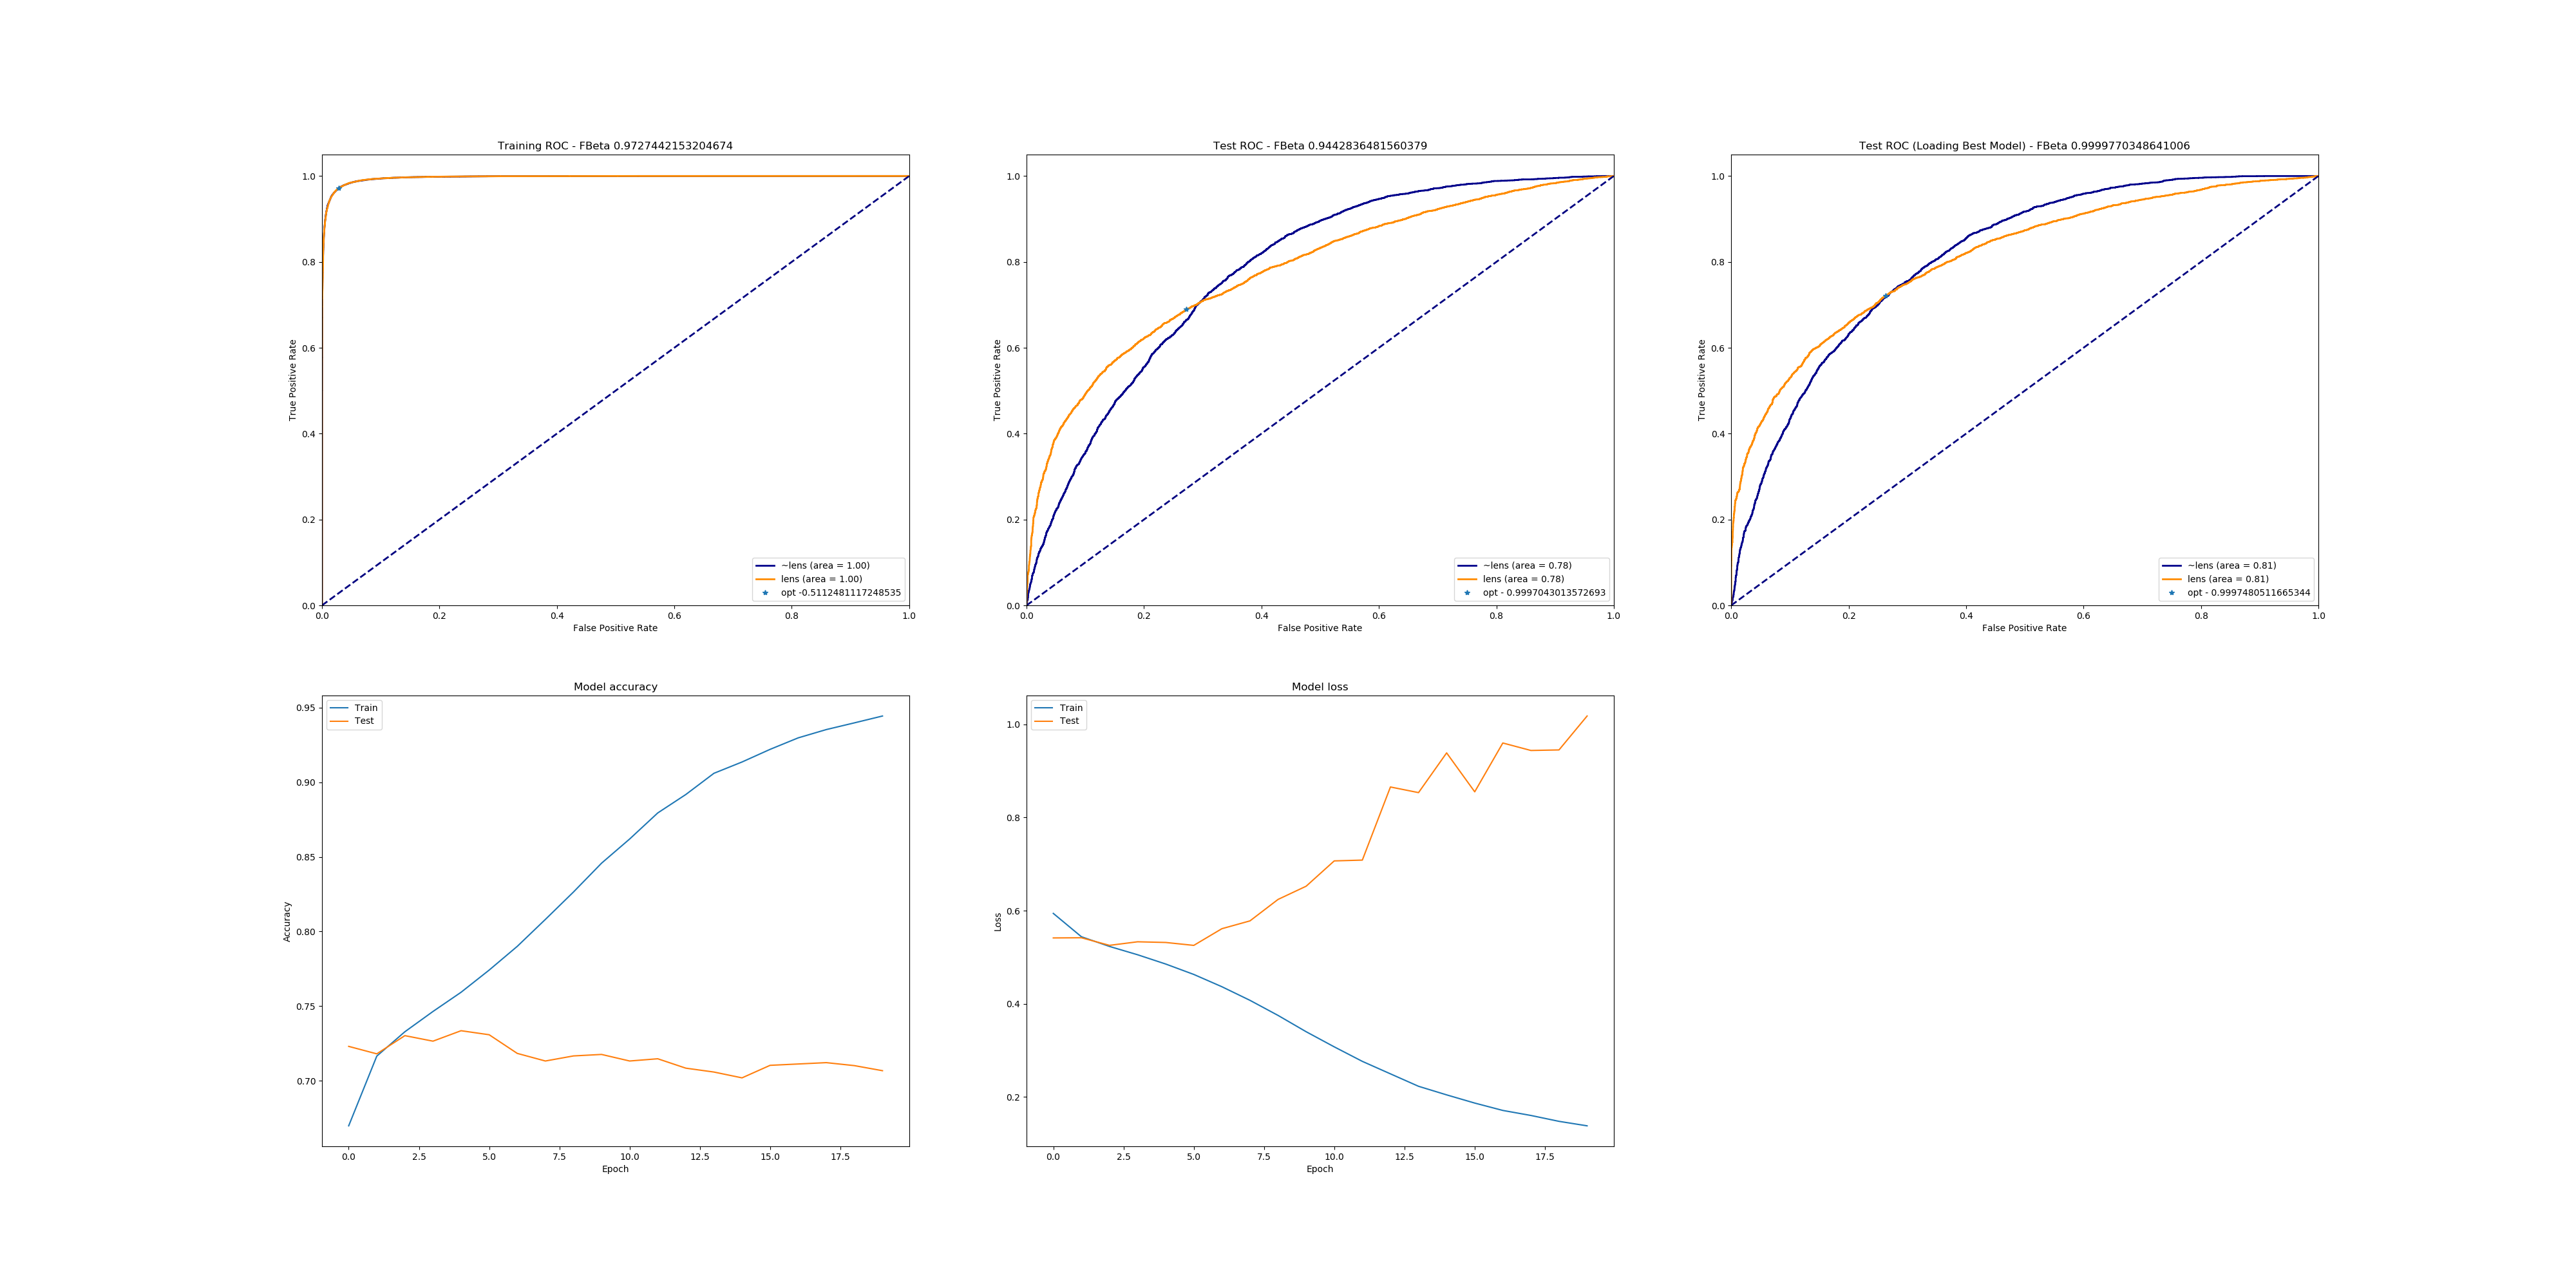 Training ROC - FBeta 0.9727442153204674
True Positive Rate
1.0
0.8
0.6
0.4
0.2
0.0
0.0 0.2 0.4 0.6 0.8 1.0
False Positive Rate
~lens (area = 1.00)
lens (area = 1.00)
opt -0.5112481117248535
Test ROC - FBeta 0.9442836481560379
True Positive Rate
1.0
0.8
0.6
0.4
0.2
0.0
0.0 0.2 0.4 0.6 0.8 1.0
False Positive Rate
~lens (area = 0.78)
lens (area = 0.78)
opt - 0.9997043013572693
Test ROC (Loading Best Model) - FBeta 0.9999770348641006
True Positive Rate
1.0
0.8
0.6
0.4
0.2
0.0
0.0 0.2 0.4 0.6 0.8 1.0
False Positive Rate
~lens (area = 0.81)
lens (area = 0.81)
opt - 0.9997480511665344
Model accuracy
Train
Test
Accuracy
0.95
0.90
0.85
0.80
0.75
0.70
0.0 2.5 5.0 7.5 10.0 12.5 15.0 17.5
Epoch
Model loss
Train
Test
Loss
1.0
0.8
0.6
0.4
0.2
0.0 2.5 5.0 7.5 10.0 12.5 15.0 17.5
Epoch